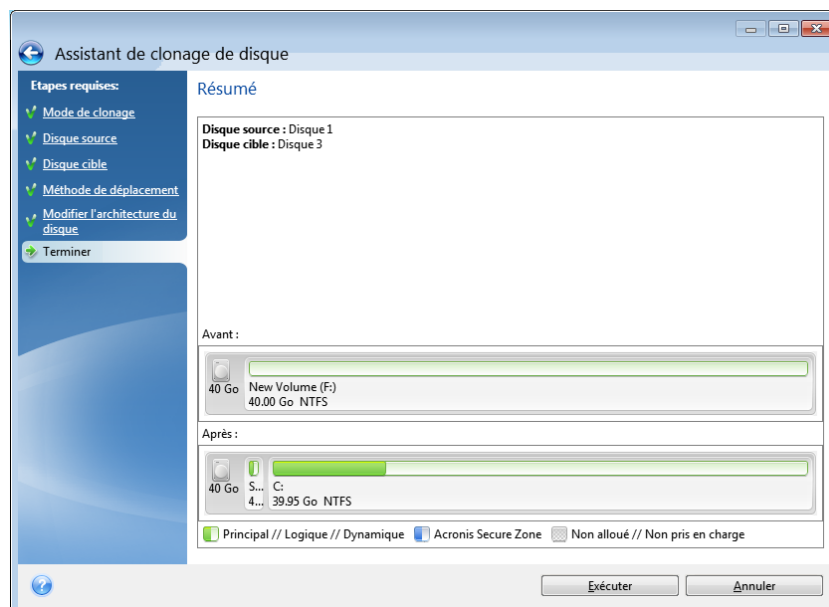 Assistant de clonage de disque
Etapes requises:
Mode de clonage
Disque source
Disque cible
Méthode de déplacement
Modifier l'architecture du
disque
Terminer
Résumé
Disque source : Disque 1
Disque cible : Disque 3
Avant :
40 Go
New Volume (F:)
40.00 Go NTFS
Après :
40 Go
S...
4...
C:
39.95 Go NTFS
Principal // Logique // Dynamique
Acronis Secure Zone
Non alloué // Non pris en charge
Exécuter
Annuler